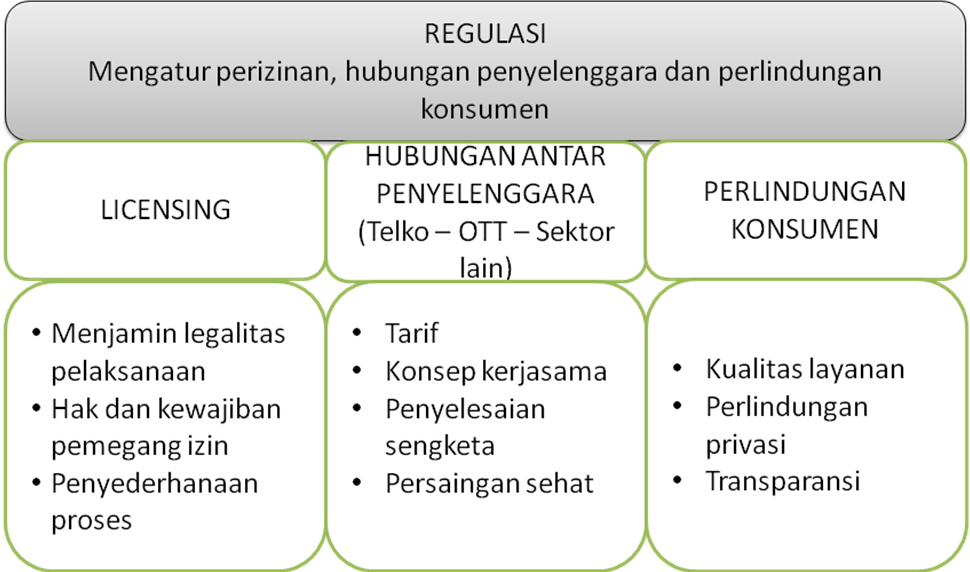 REGULASI
Mengatur perizinan, hubungan penyelenggara dan perlindungan
konsumen
LICENSING
HUBUNGAN ANTAR
PENYELENGGARA
(Telko – OTT – Sektor
lain)
PERLINDUNGAN
KONSUMEN
• Menjamin legalitas
pelaksanaan
• Hak dan kewajiban
pemegang izin
• Penyederhanaan
proses
• Tarif
• Konsep kerjasama
• Penyelesaian
sengketa
• Persaingan sehat
• Kualitas layanan
• Perlindungan
privasi
• Transparansi